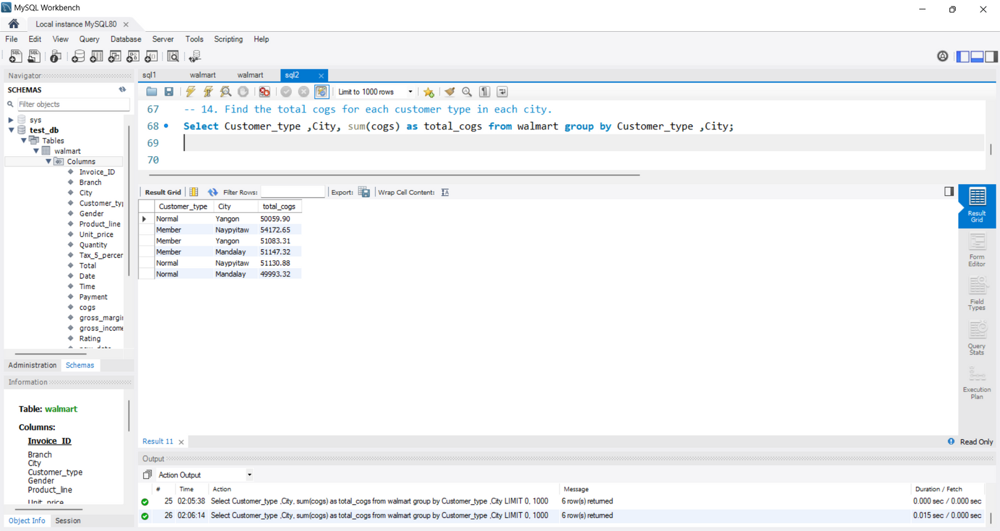 MySQL Workbench
Local instance MySQL80
File Edit View Query Database Server Tools Scripting Help
Navigator
SCHEMAS
Filter objects
sys
test_db
Tables
walmart
Columns
Invoice_ID
Branch
City
Customer_ty
Gender
Product_line
Unit_price
Quantity
Tax_5_percer
Total
Date
Time
Payment
cogs
gross_margi
gross_income
Rating
Administration Schemas
Information
Table: walmart
Columns:
Invoice_ID
Branch
City
Customer_type
Gender
Product_line
Unit_price
Object Info Session
sql1 walmart walmart sql2
Limit to 1000 rows
67 -- 14. Find the total cogs for each customer type in each city.
68 Select Customer_type ,City, sum(cogs) as total_cogs from walmart group by Customer_type ,City;
69
70
Result Grid Filter Rows: Export: Wrap Cell Content:
Customer_type City total_cogs
Normal Yangon 50059.90
Member Naypyitaw 54172.65
Member Yangon 51083.31
Member Mandalay 51147.32
Normal Naypyitaw 51130.88
Normal Mandalay 49993.32
Result
Grid
Form
Editor
Field
Types
Query
Stats
Execution
Plan
Result 11
Read Only
Output
Action Output
# Time Action Message Duration / Fetch
25 02:05:38 Select Customer_type ,City, sum(cogs) as total_cogs from walmart group by Customer_type ,City LIMIT 0, 1000 6 row(s) returned 0.000 sec / 0.000 sec
26 02:06:14 Select Customer_type ,City, sum(cogs) as total_cogs from walmart group by Customer_type ,City LIMIT 0, 1000 6 row(s) returned 0.015 sec / 0.000 sec